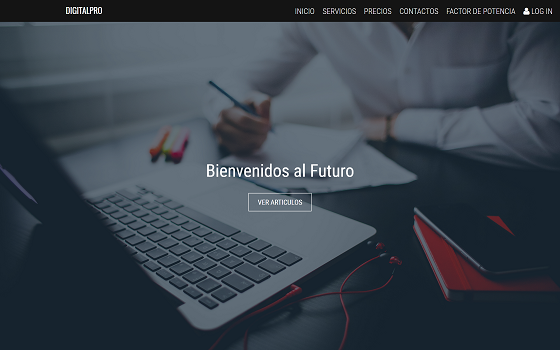 DIGITALPRO
INICIO SERVICIOS PRECIOS CONTACTOS FACTOR DE POTENCIA LOG IN
Bienvenidos al Futuro
VER ARTICULOS